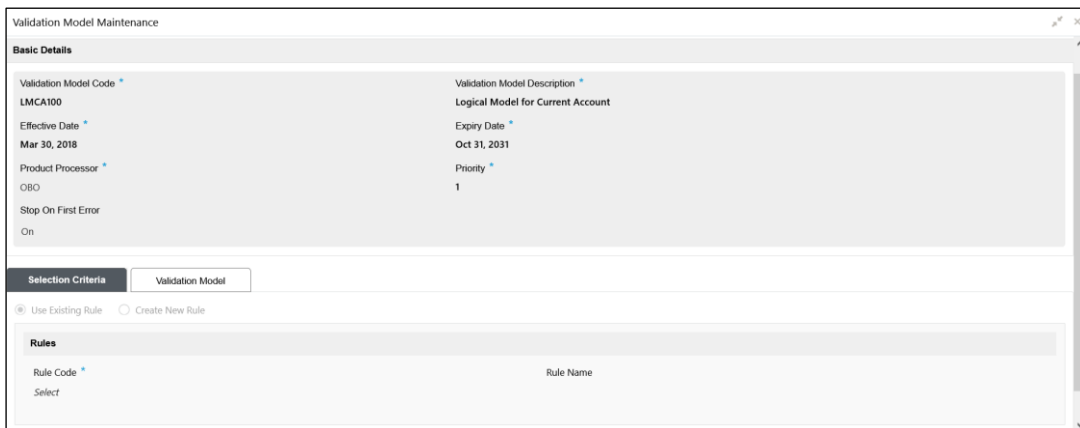 Validation Model Maintenance
Basic Details
Validation Model Code *
Validation Model Description *
LMCA100
Logical Model for Current Account
Effective Date *
Expiry Date *
Mar 30, 2018
Oct 31, 2031
Product Processor *
Priority *
OBO
1
Stop On First Error
On
Selection Criteria
Validation Model
Use Existing Rule
Create New Rule
Rules
Rule Code *
Rule Name
Select